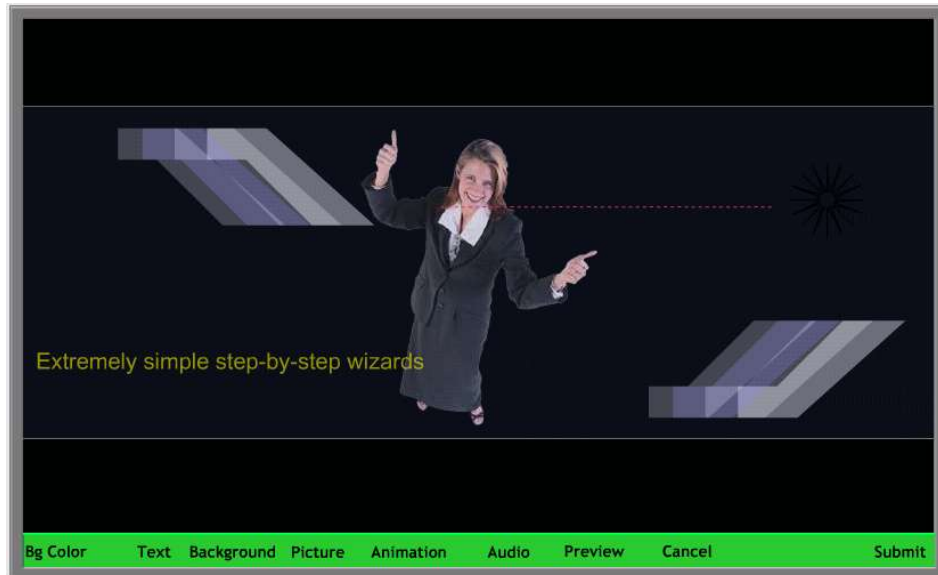 Extremely simple step-by-step wizards
Bg Color Text Background Picture Animation Audio Preview Cancel Submit